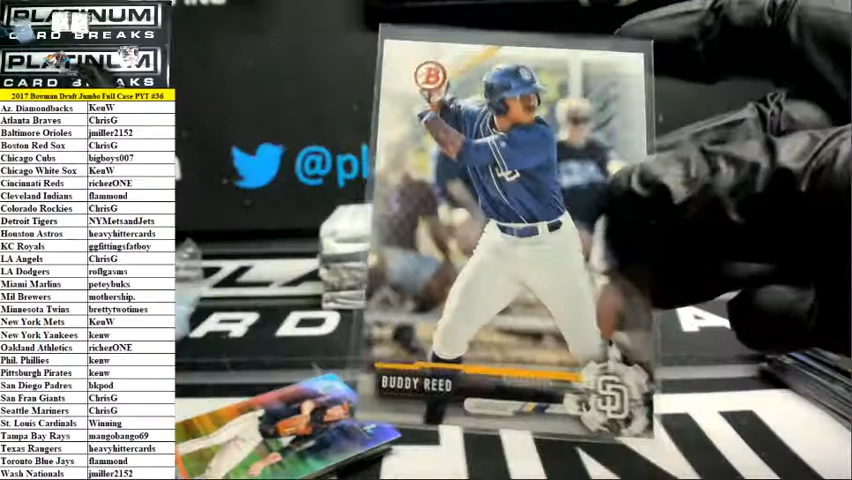 PLATINUM
CARD BREAKS
PLATINUM
CARD BREAKS
2017 Bowman Draft Jumbo Full Case PYT #36
Az. Diamondbacks KenW
Atlanta Braves ChrisG
Baltimore Orioles jmiller2152
Boston Red Sox ChrisG
Chicago Cubs bigboys007
Chicago White Sox KenW
Cincinnati Reds richezONE
Cleveland Indians flammond
Colorado Rockies ChrisG
Detroit Tigers NYMetsandJets
Houston Astros heavyhittercards
KC Royals ggfittingsfatboy
LA Angels ChrisG
LA Dodgers roflgasms
Miami Marlins peteybuks
Mil Brewers mothership.
Minnesota Twins brettytwotimes
New York Mets KenW
New York Yankees kenw
Oakland Athletics richezONE
Phil. Phillies kenw
Pittsburgh Pirates kenw
San Diego Padres bkpod
San Fran Giants ChrisG
Seattle Mariners ChrisG
St. Louis Cardinals Winning
Tampa Bay Rays mangobango69
Texas Rangers heavyhittercards
Toronto Blue Jays flammond
Wash Nationals jmiller2152
@pl
B
BUDDY REED
SD
ARD